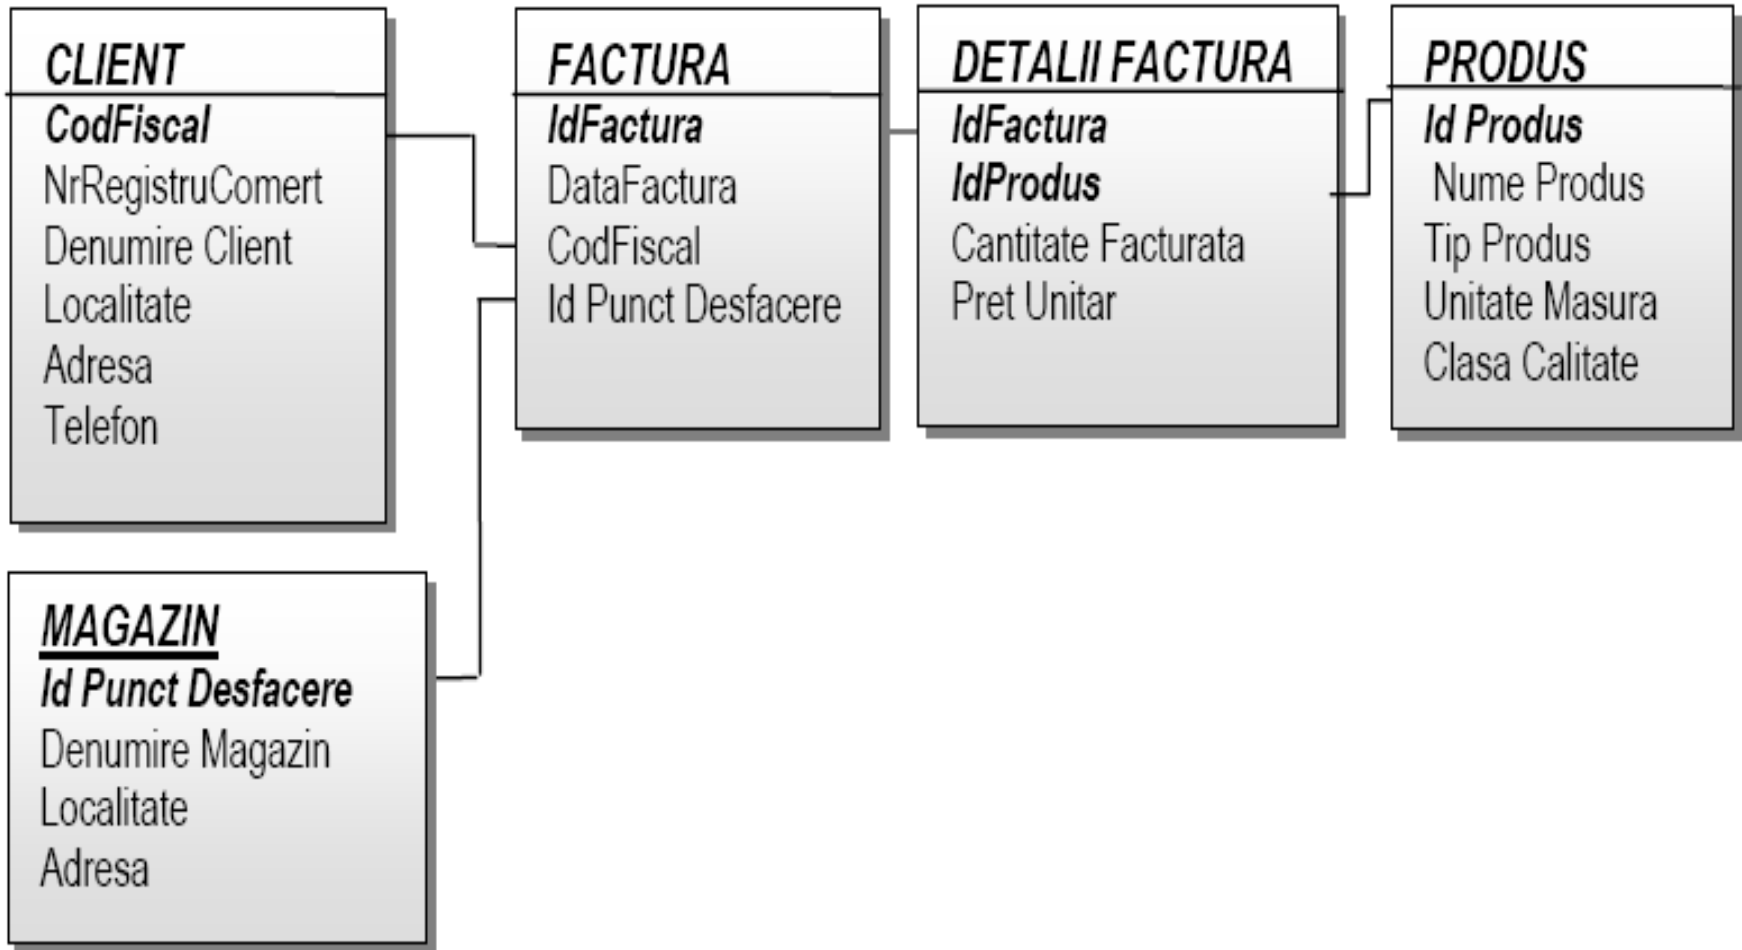 CLIENT
CodFiscal
NrRegistruComert
Denumire Client
Localitate
Adresa
Telefon
FACTURA
IdFactura
DataFactura
CodFiscal
Id Punct Desfacere
DETALII FACTURA
IdFactura
IdProdus
Cantitate Facturata
Pret Unitar
PRODUS
Id Produs
Nume Produs
Tip Produs
Unitate Masura
Clasa Calitate
MAGAZIN
Id Punct Desfacere
Denumire Magazin
Localitate
Adresa